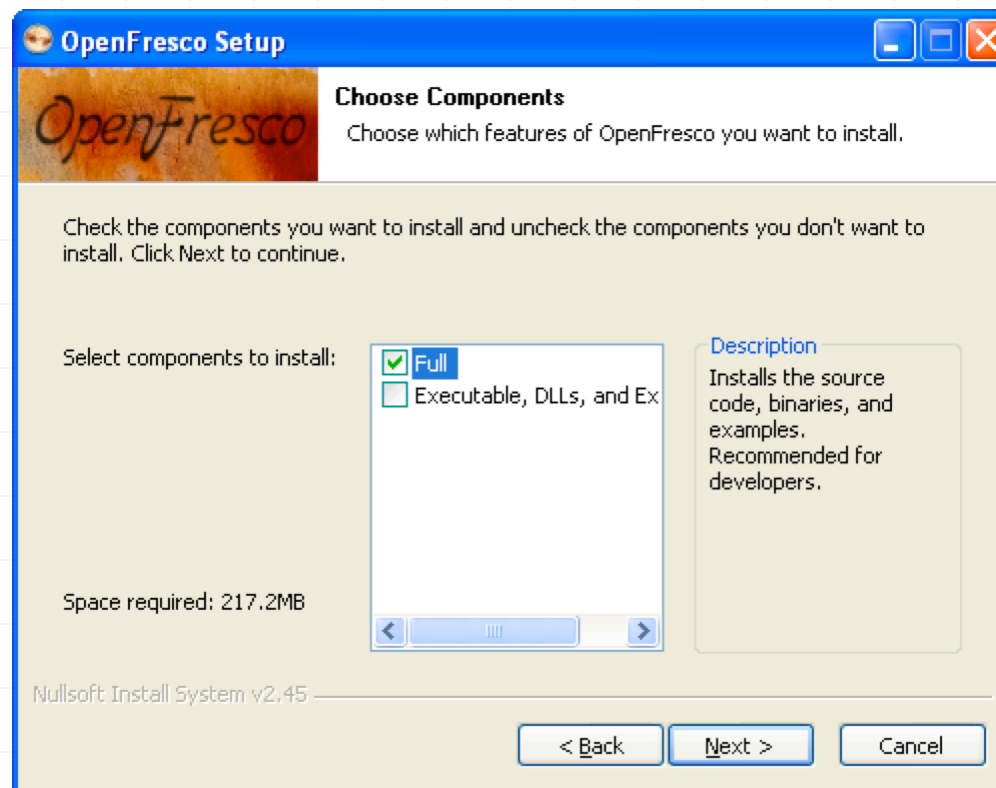 OpenFresco Setup
OpenFresco
Choose Components
Choose which features of OpenFresco you want to install.
Check the components you want to install and uncheck the components you don't want to
install. Click Next to continue.
Select components to install:
Full
Executable, DLLs, and Ex
Description
Installs the source
code, binaries, and
examples.
Recommended for
developers.
Space required: 217.2MB
Nullsoft Install System v2.45
< Back
Next >
Cancel